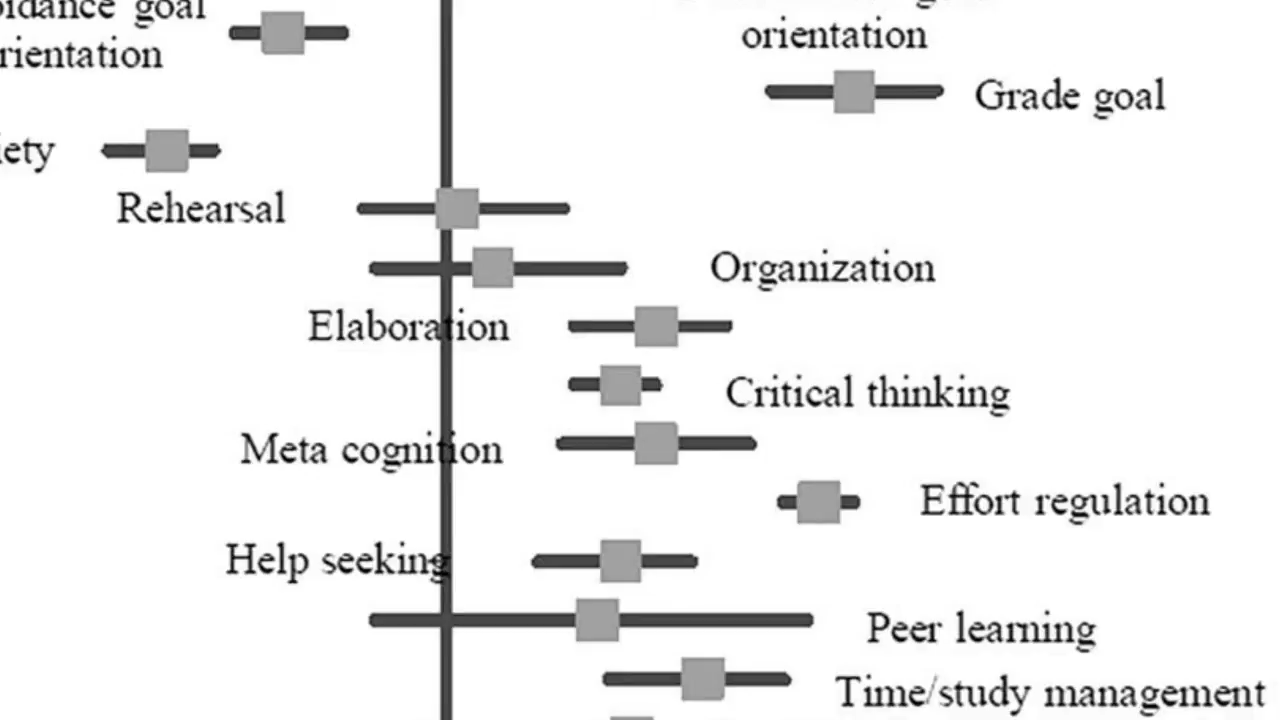 goal
orientation
Grade goal
Rehearsal
Organization
Elaboration
Critical thinking
Meta cognition
Effort regulation
Help seeking
Peer learning
Time/study management